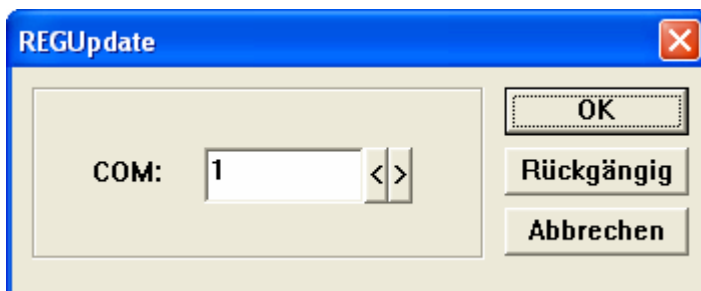 REGUpdate
COM: 1 < >
OK
Rückgängig
Abbrechen